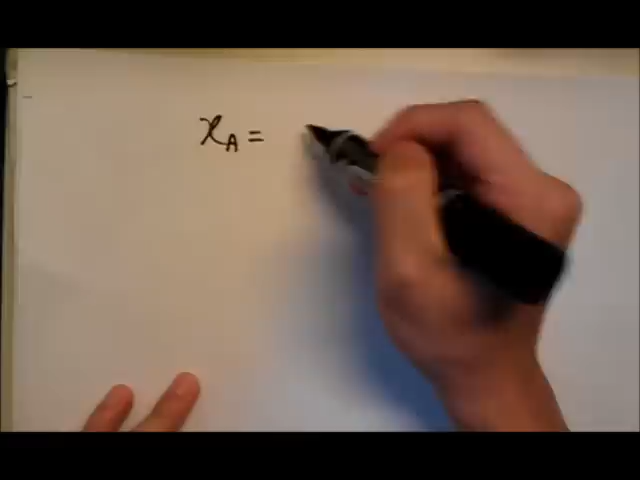 x_A =